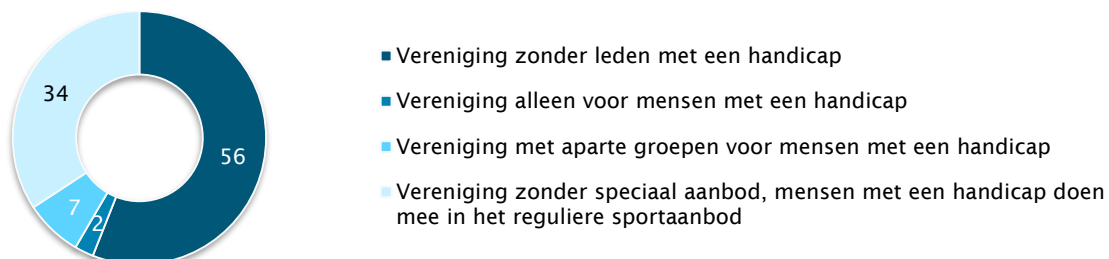 34
56
7
2
Vereniging zonder leden met een handicap
Vereniging alleen voor mensen met een handicap
Vereniging met aparte groepen voor mensen met een handicap
Vereniging zonder speciaal aanbod, mensen met een handicap doen
mee in het reguliere sportaanbod